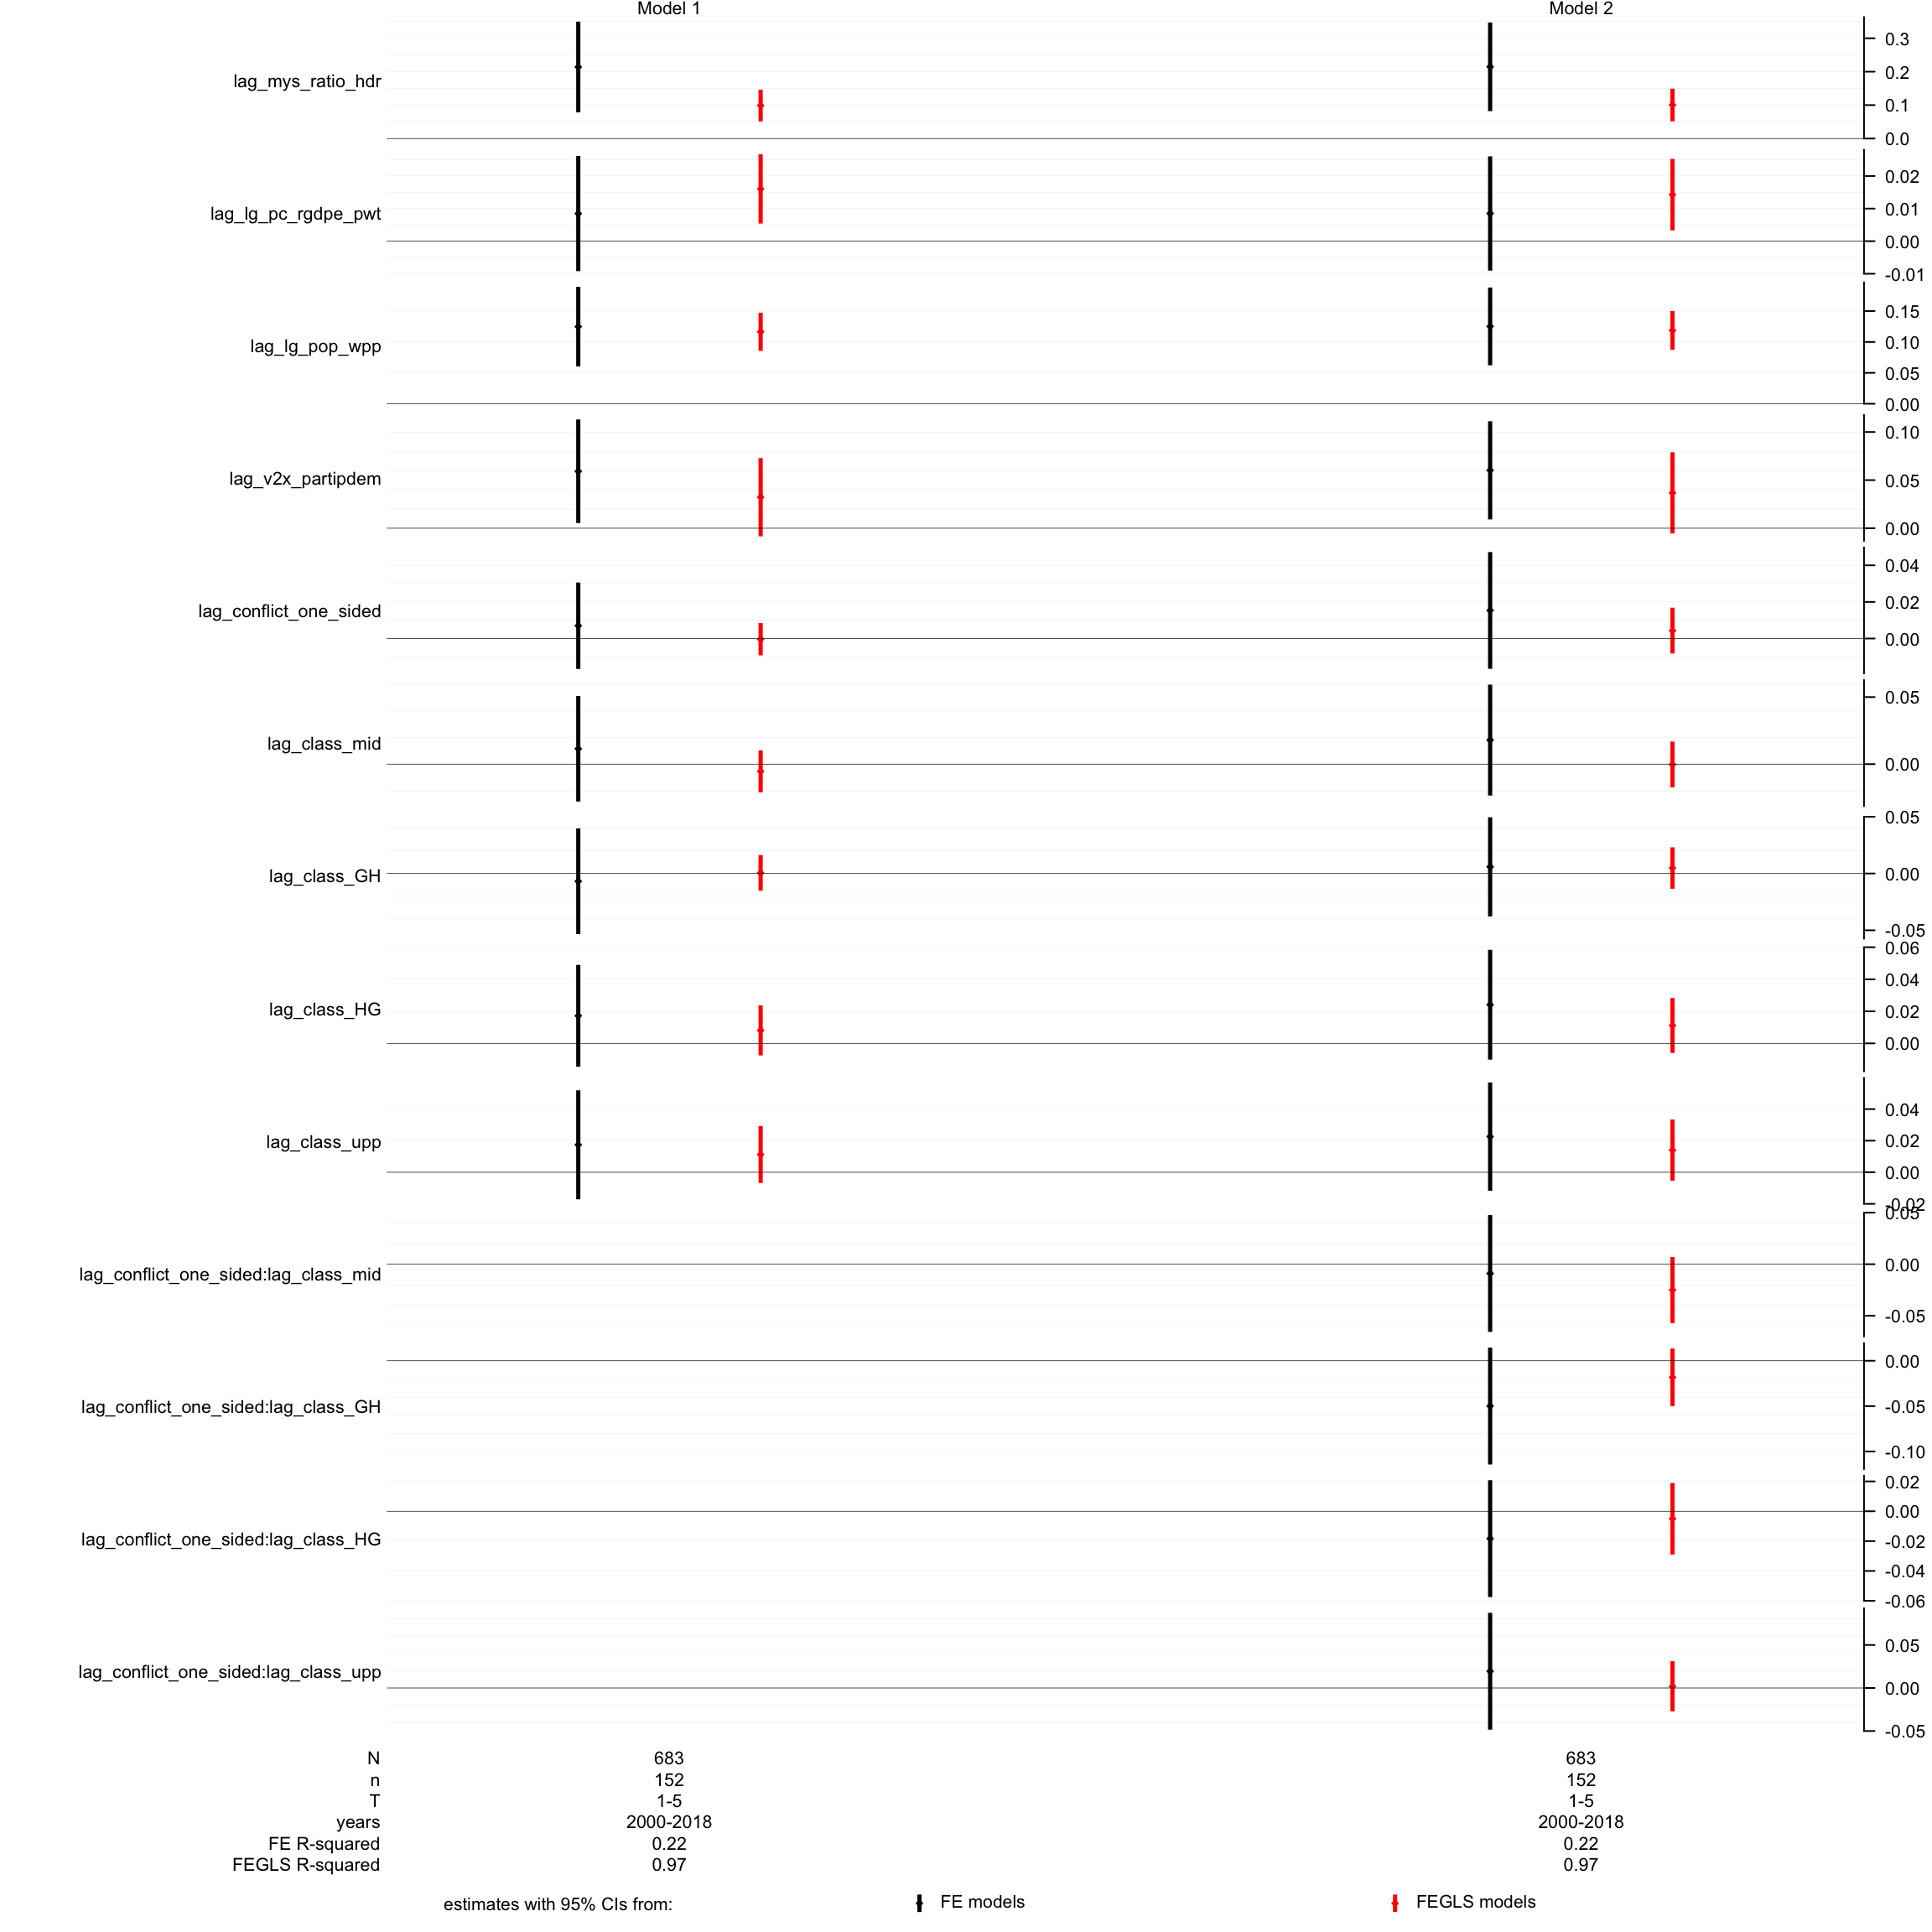 Model 1 Model 2
lag_mys_ratio_hdr
0.3
0.2
0.1
0.0
lag_lg_pc_rgdpe_pwt
0.02
0.01
0.00
-0.01
lag_lg_pop_wpp
0.15
0.10
0.05
0.00
lag_v2x_partipdem
0.10
0.05
0.00
lag_conflict_one_sided
0.04
0.02
0.00
lag_class_mid
0.05
0.00
lag_class_GH
0.05
0.00
-0.05
lag_class_HG
0.06
0.04
0.02
0.00
lag_class_upp
0.04
0.02
0.00
-0.02
lag_conflict_one_sided:lag_class_mid
0.05
0.00
-0.05
lag_conflict_one_sided:lag_class_GH
0.00
-0.05
-0.10
lag_conflict_one_sided:lag_class_HG
0.02
0.00
-0.02
-0.04
-0.06
lag_conflict_one_sided:lag_class_upp
0.05
0.00
-0.05
N 683 683
n 152 152
T 1-5 1-5
years 2000-2018 2000-2018
FE R-squared 0.22 0.22
FEGLS R-squared 0.97 0.97
estimates with 95% CIs from: FE models FEGLS models